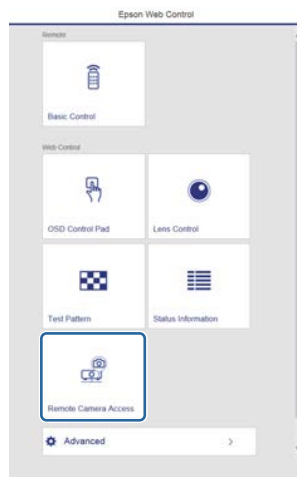 Epson Web Control
Remote
Basic Control
Web Control
OSD Control Pad
Lens Control
Test Pattern
Status Information
Remote Camera Access
Advanced